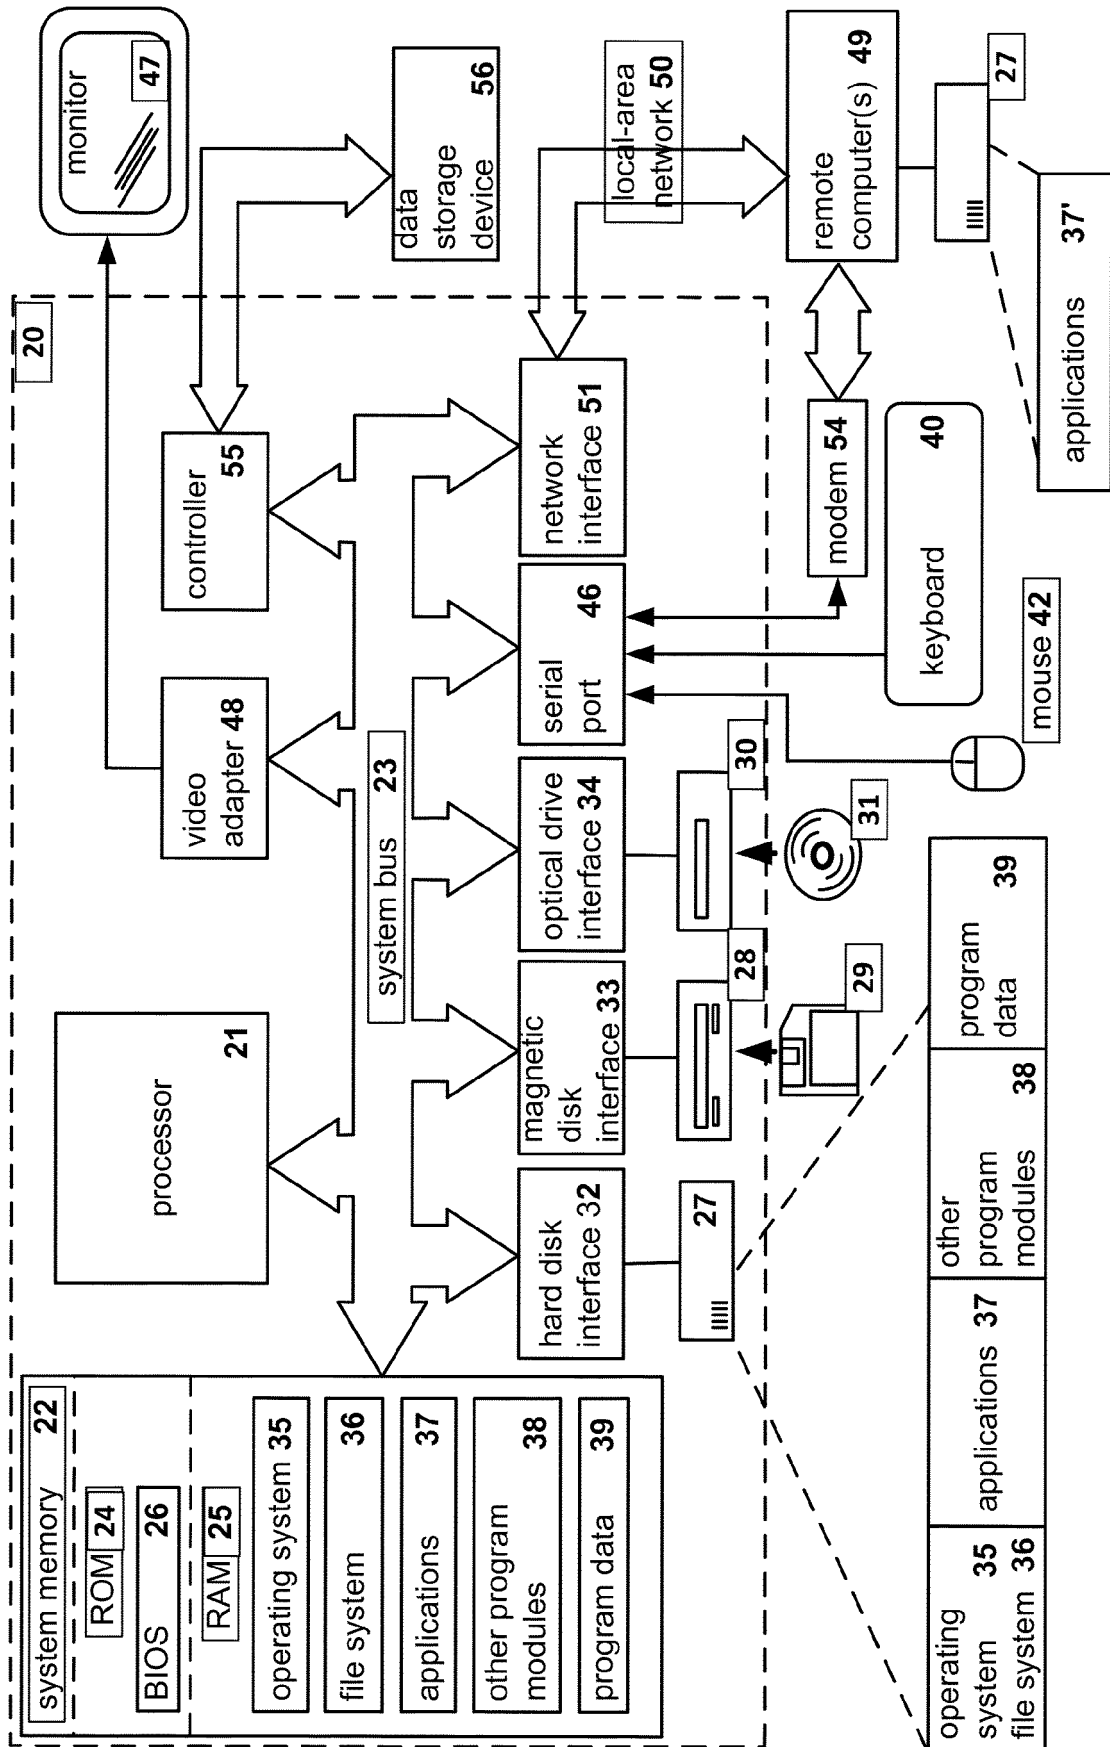 20
system memory 22
ROM 24
BIOS 26
RAM 25
operating system 35
file system 36
applications 37
other program
modules 38
program data 39
processor
21
video
adapter 48
controller
55
monitor
47
system bus 23
data
storage
device 56
hard disk
interface 32
magnetic
disk
interface 33
optical drive
interface 34
serial
port 46
network
interface 51
local-area
network 50
27
28
30
29
31
modem 54
remote
computer(s) 49
27
keyboard 40
mouse 42
applications 37'
operating
system 35
file system 36
applications 37
other
program
modules 38
program
data 39